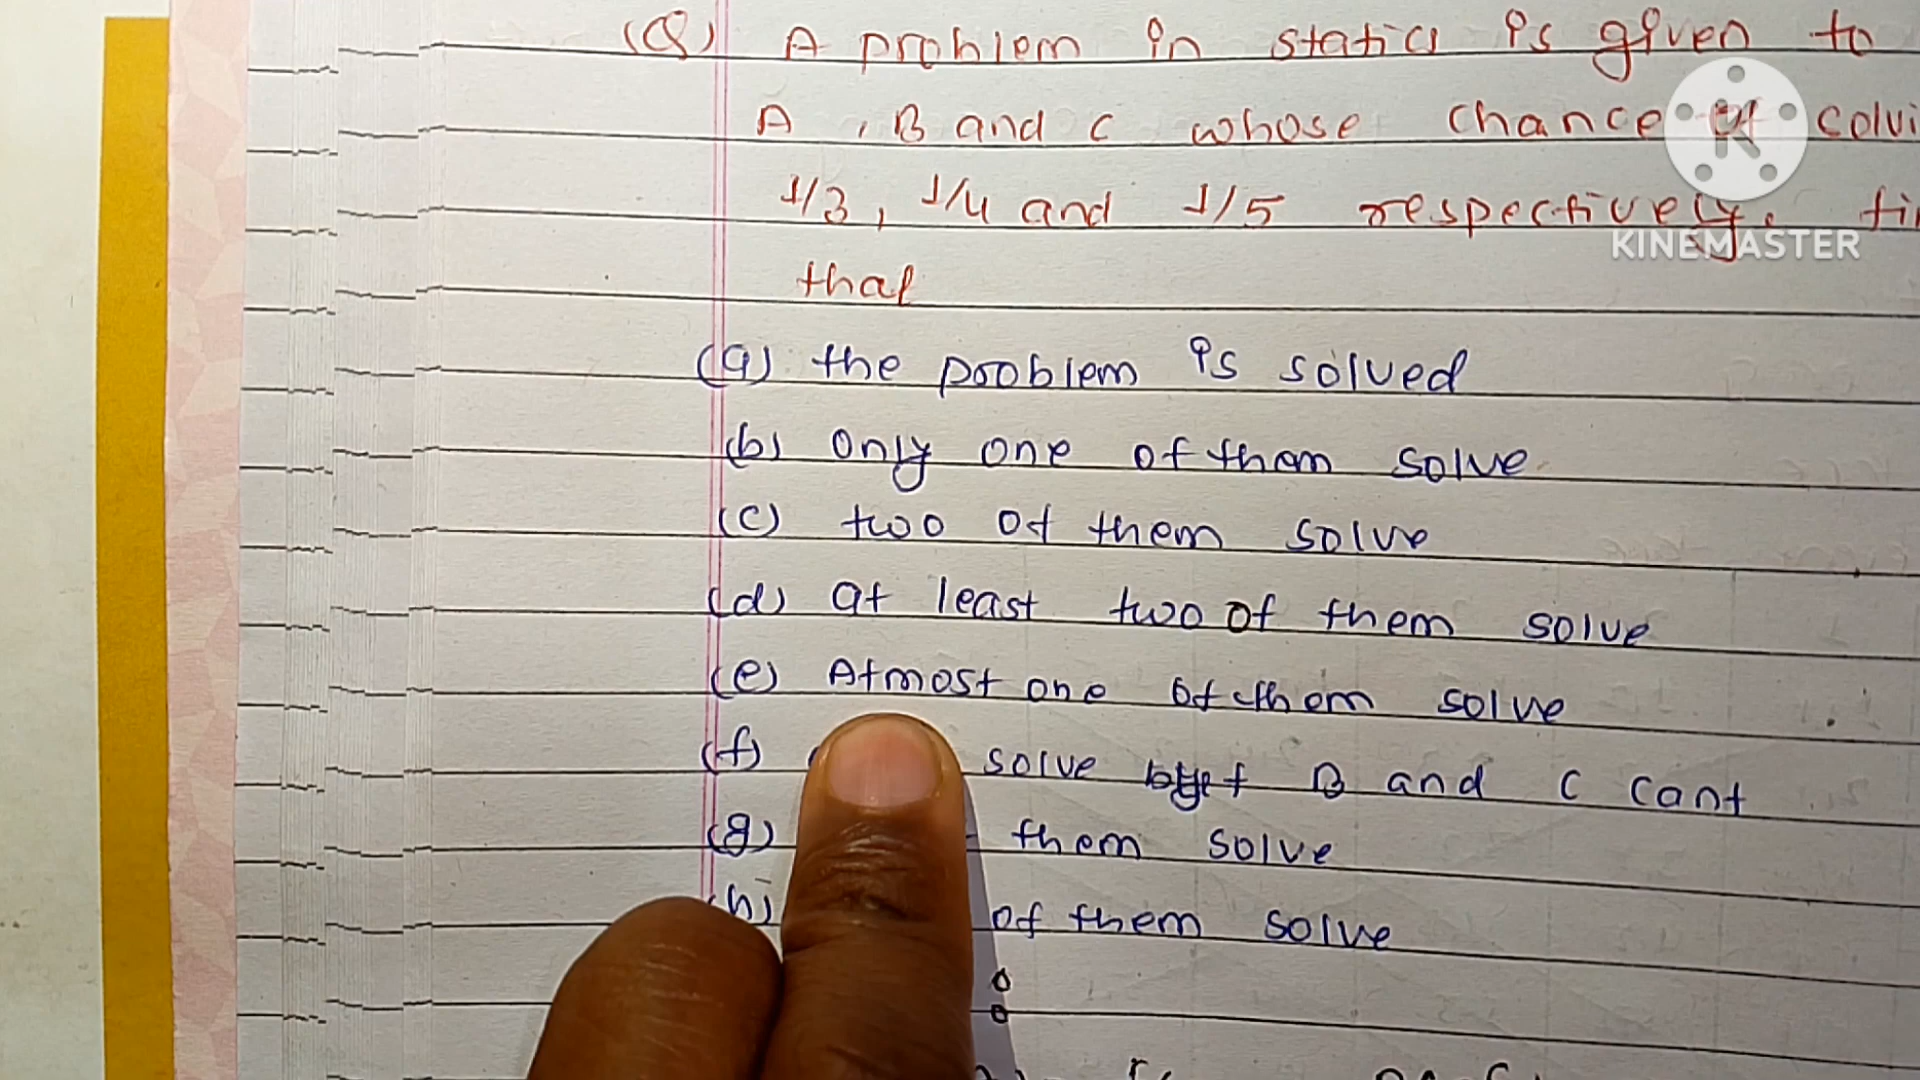 (Q) A problem in statics is given to
A, B and C whose chance of solvi
1/3, 1/4 and 1/5 respectively. fin
that
KINEMASTER
(a) the problem is solved
(b) only one of them solve
(c) two of them solve
(d) at least two of them solve
(e) Atmost one of them solve
(f) solve but B and C cant
(g) them solve
(h) of them solve